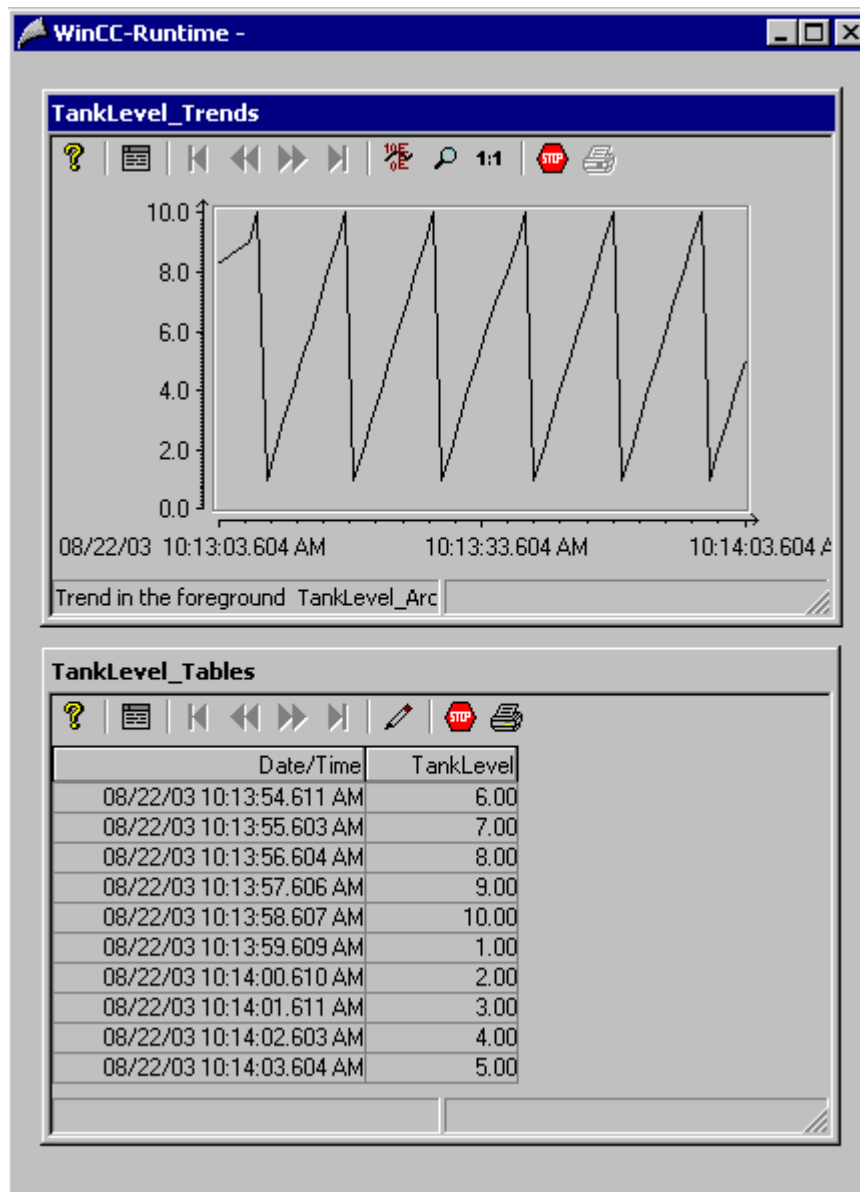 WinCC-Runtime -
TankLevel_Trends
1:1 STOP
10.0
8.0
6.0
4.0
2.0
0.0
08/22/03 10:13:03.604 AM 10:13:33.604 AM 10:14:03.604 A
Trend in the foreground TankLevel_Arc
TankLevel_Tables
STOP
Date/Time TankLevel
08/22/03 10:13:54.611 AM 6.00
08/22/03 10:13:55.603 AM 7.00
08/22/03 10:13:56.604 AM 8.00
08/22/03 10:13:57.606 AM 9.00
08/22/03 10:13:58.607 AM 10.00
08/22/03 10:13:59.609 AM 1.00
08/22/03 10:14:00.610 AM 2.00
08/22/03 10:14:01.611 AM 3.00
08/22/03 10:14:02.603 AM 4.00
08/22/03 10:14:03.604 AM 5.00